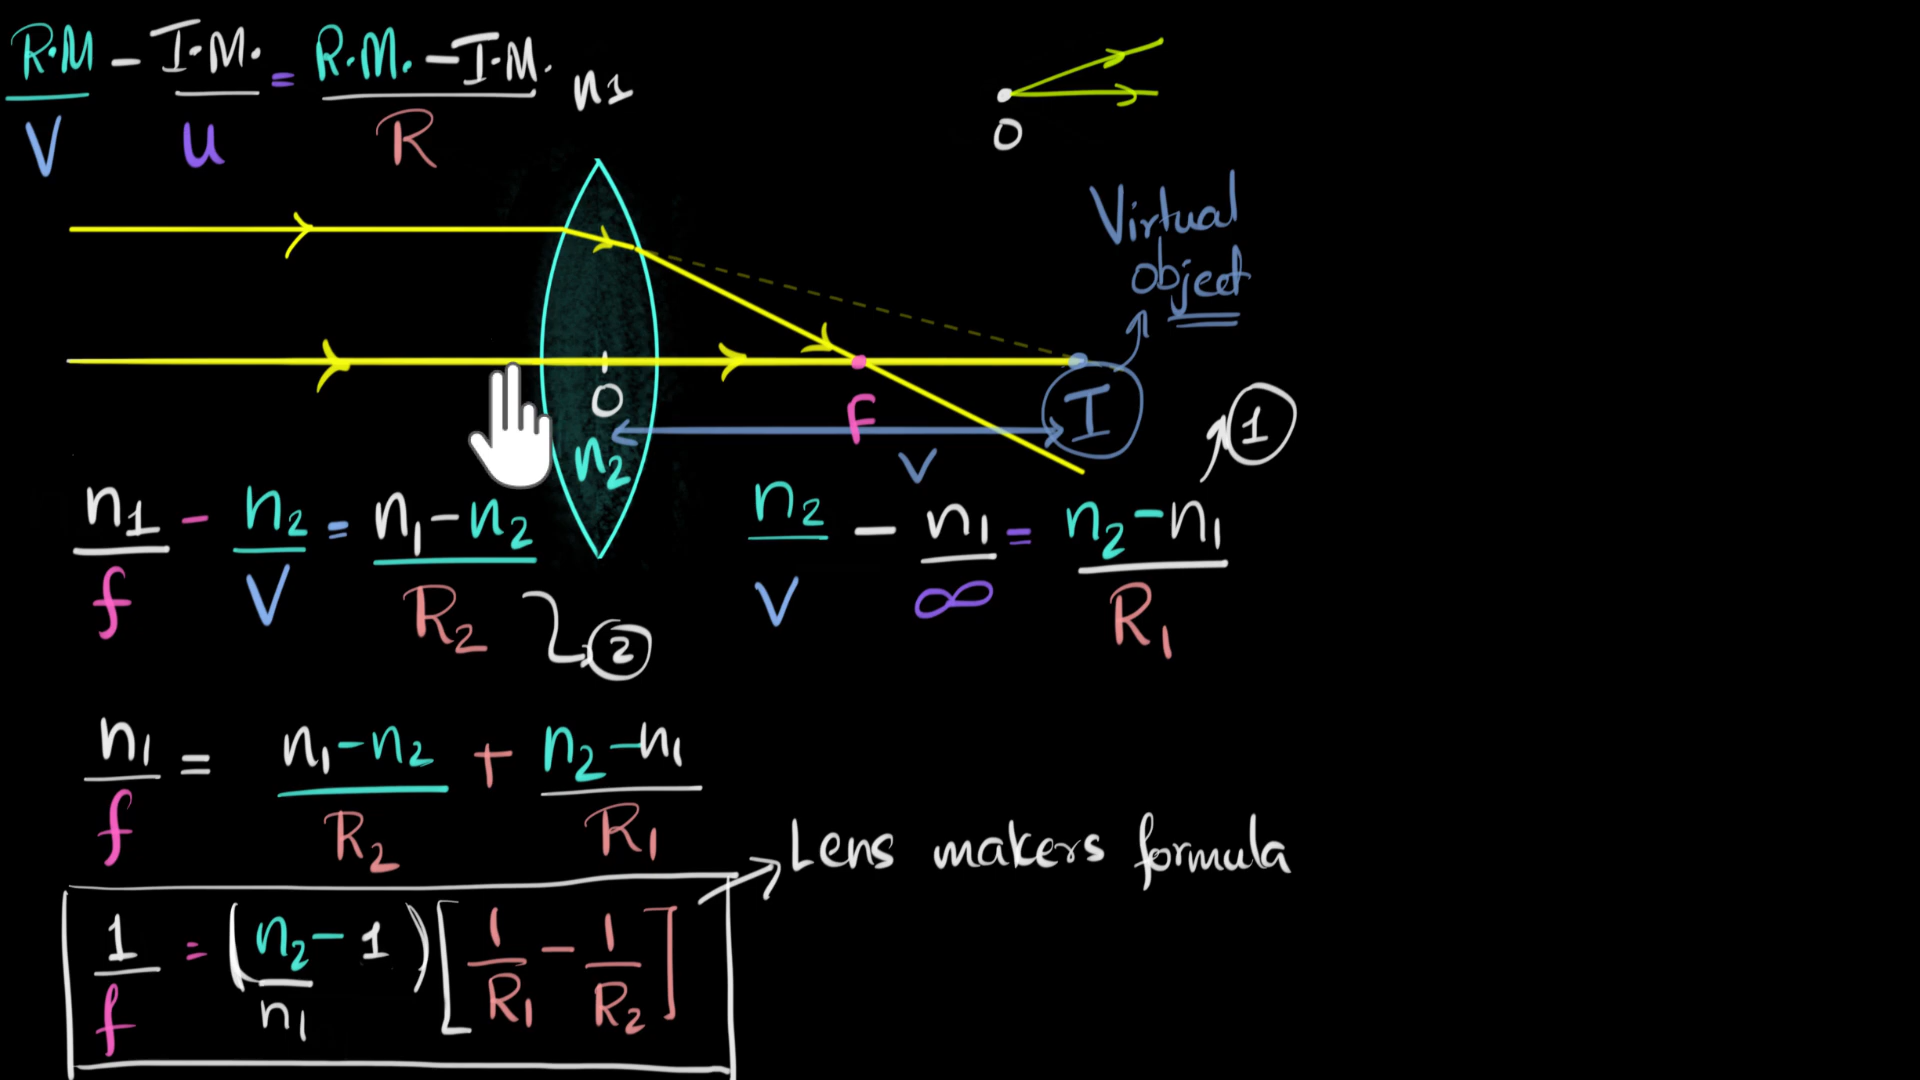 R.M/V - I.M./u = R.M. - I.M./R
n1
O
Virtual
object
O
F
I
n2
V
1
n1/f - n2/V = n1-n2/R2
2
n2/V - n1/∞ = n2-n1/R1
n1/f = n1-n2/R2 + n2-n1/R1
Lens makers formula
1/f = (n2/n1 - 1)[1/R1 - 1/R2]